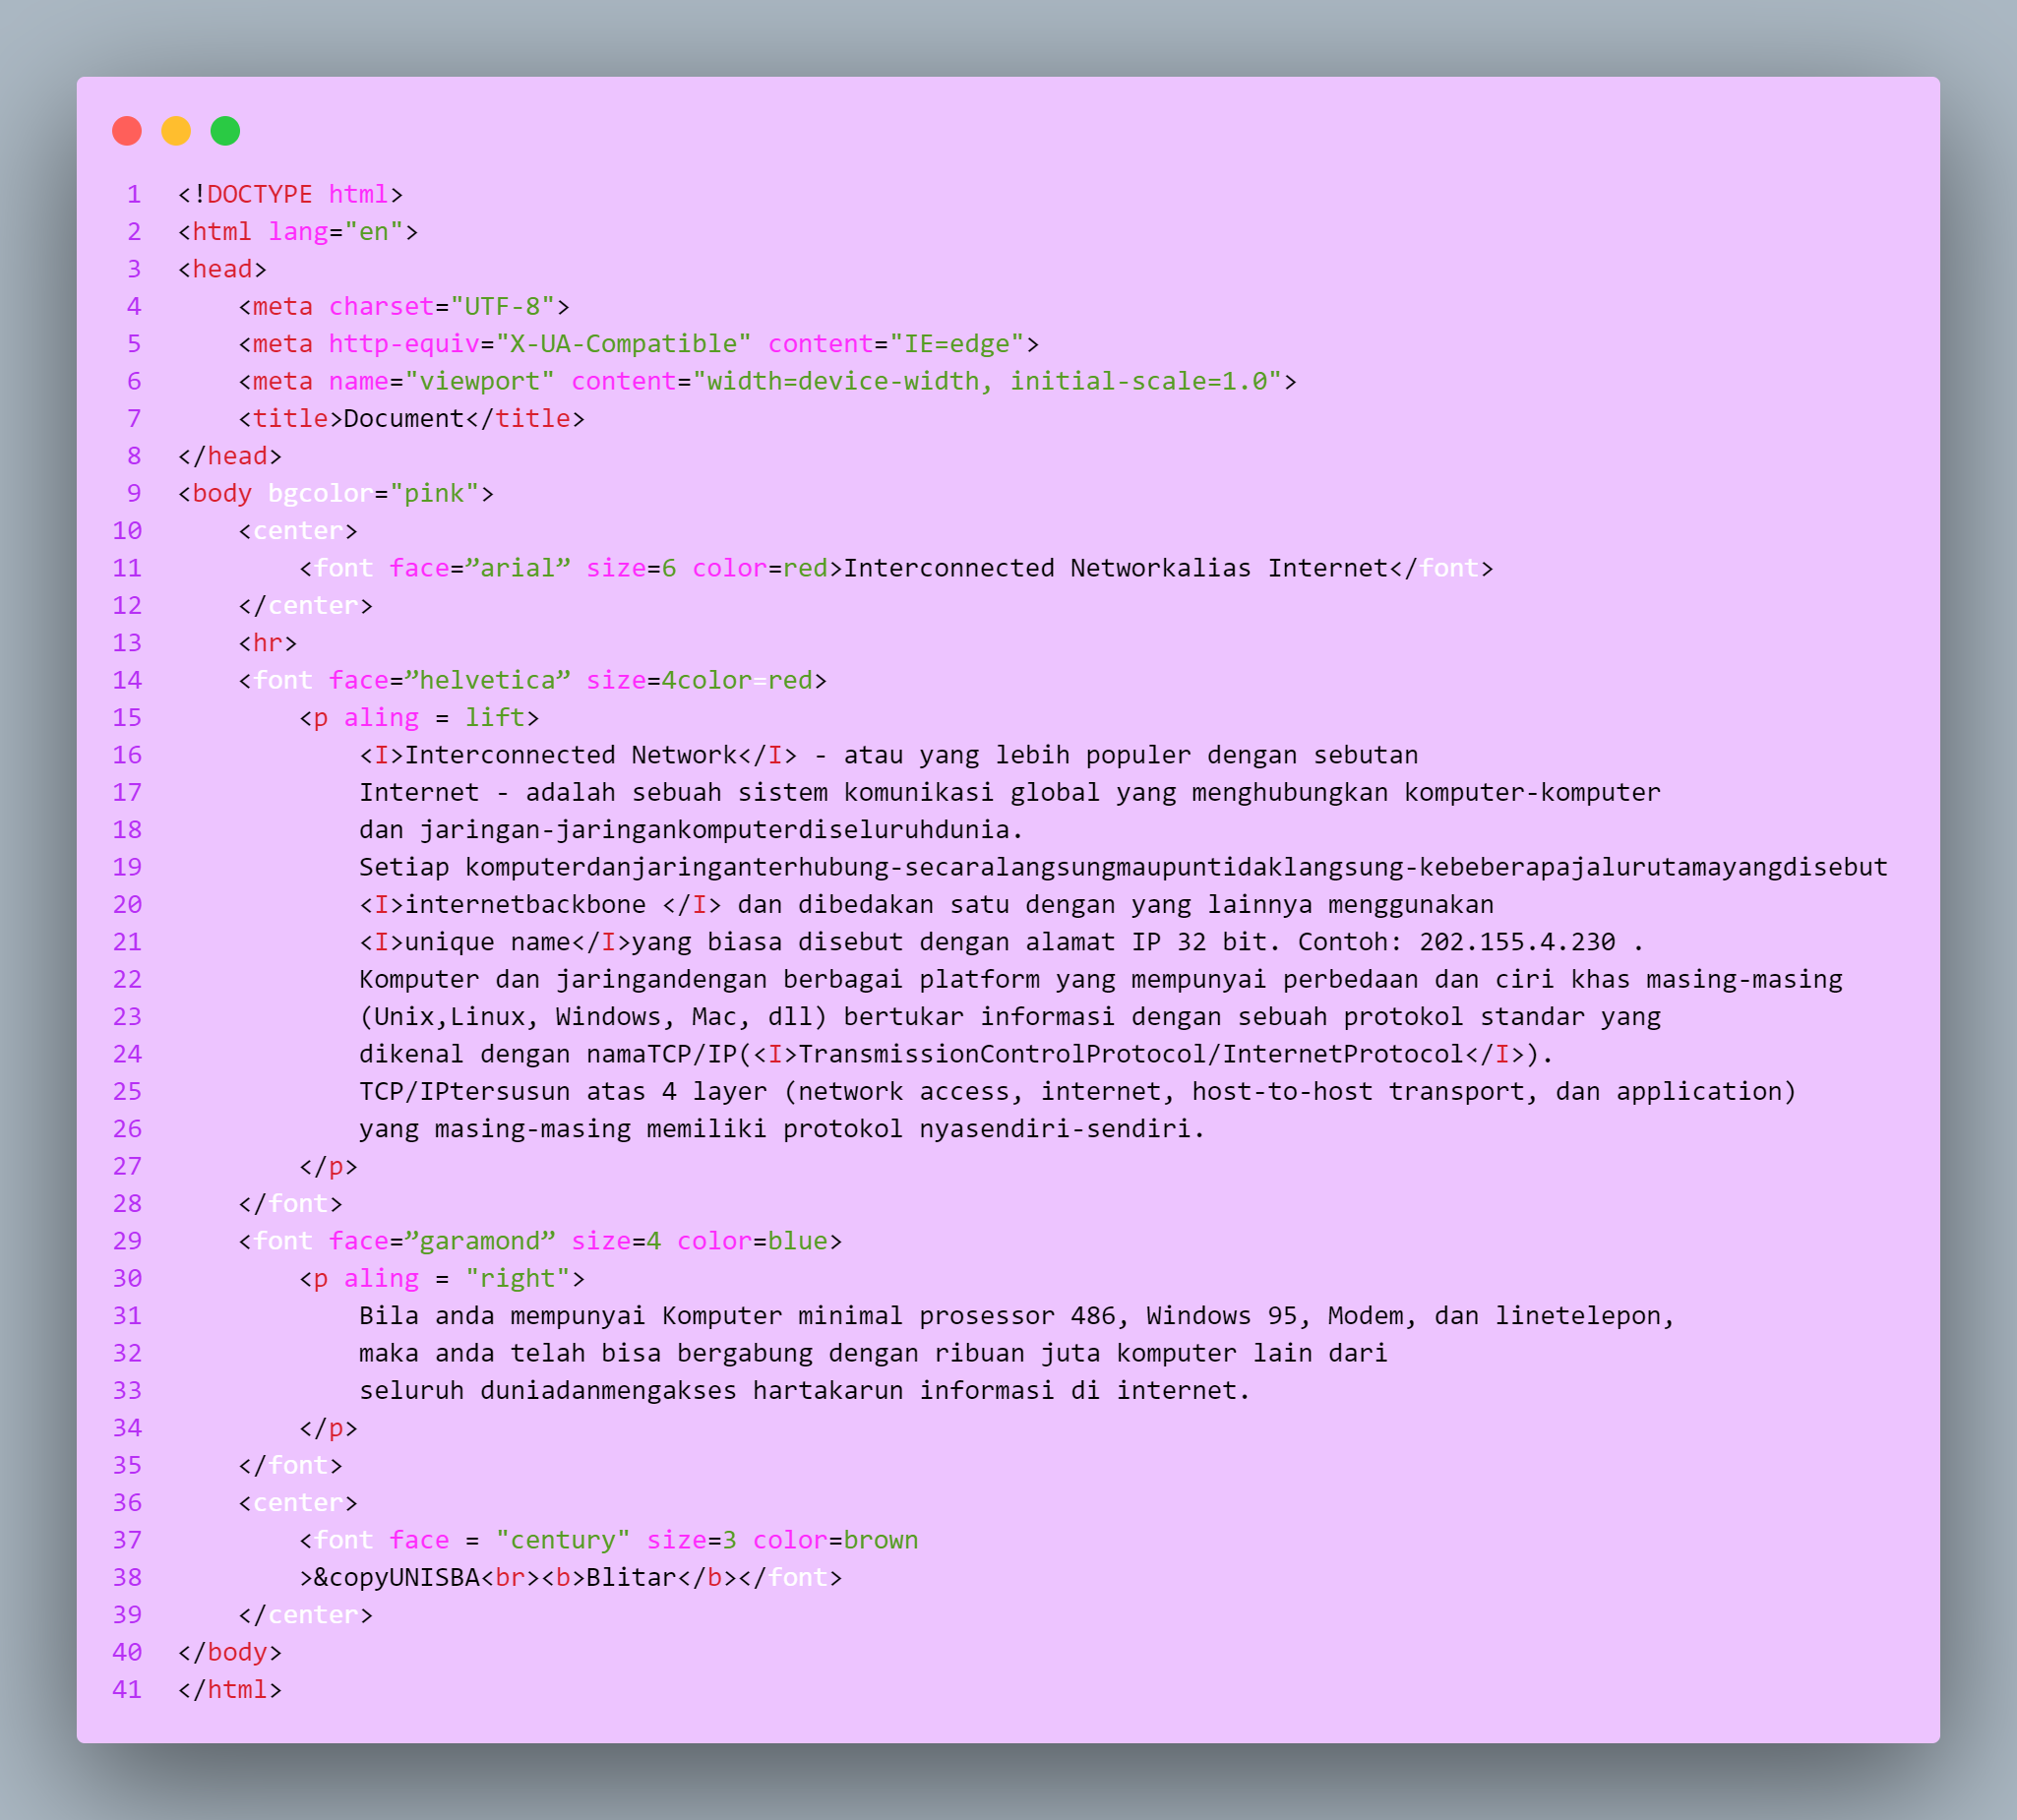 1 <!DOCTYPE html>
2 <html lang="en">
3 <head>
4     <meta charset="UTF-8">
5     <meta http-equiv="X-UA-Compatible" content="IE=edge">
6     <meta name="viewport" content="width=device-width, initial-scale=1.0">
7     <title>Document</title>
8 </head>
9 <body bgcolor="pink">
10     <center>
11         <font face=”arial” size=6 color=red>Interconnected Networkalias Internet</font>
12     </center>
13     <hr>
14     <font face=”helvetica” size=4color=red>
15         <p aling = lift>
16             <I>Interconnected Network</I> - atau yang lebih populer dengan sebutan
17             Internet - adalah sebuah sistem komunikasi global yang menghubungkan komputer-komputer
18             dan jaringan-jaringankomputerdiseluruhdunia.
19             Setiap komputerdanjaringanterhubung-secaralangsungmaupuntidaklangsung-kebeberapajalurutamayangdisebut
20             <I>internetbackbone </I> dan dibedakan satu dengan yang lainnya menggunakan
21             <I>unique name</I>yang biasa disebut dengan alamat IP 32 bit. Contoh: 202.155.4.230 .
22             Komputer dan jaringandengan berbagai platform yang mempunyai perbedaan dan ciri khas masing-masing
23             (Unix,Linux, Windows, Mac, dll) bertukar informasi dengan sebuah protokol standar yang
24             dikenal dengan namaTCP/IP(<I>TransmissionControlProtocol/InternetProtocol</I>).
25             TCP/IPtersusun atas 4 layer (network access, internet, host-to-host transport, dan application)
26             yang masing-masing memiliki protokol nyasendiri-sendiri.
27         </p>
28     </font>
29     <font face=”garamond” size=4 color=blue>
30         <p aling = "right">
31             Bila anda mempunyai Komputer minimal prosessor 486, Windows 95, Modem, dan linetelepon,
32             maka anda telah bisa bergabung dengan ribuan juta komputer lain dari
33             seluruh duniadanmengakses hartakarun informasi di internet.
34         </p>
35     </font>
36     <center>
37         <font face = "century" size=3 color=brown
38         >&copyUNISBA<br><b>Blitar</b></font>
39     </center>
40 </body>
41 </html>